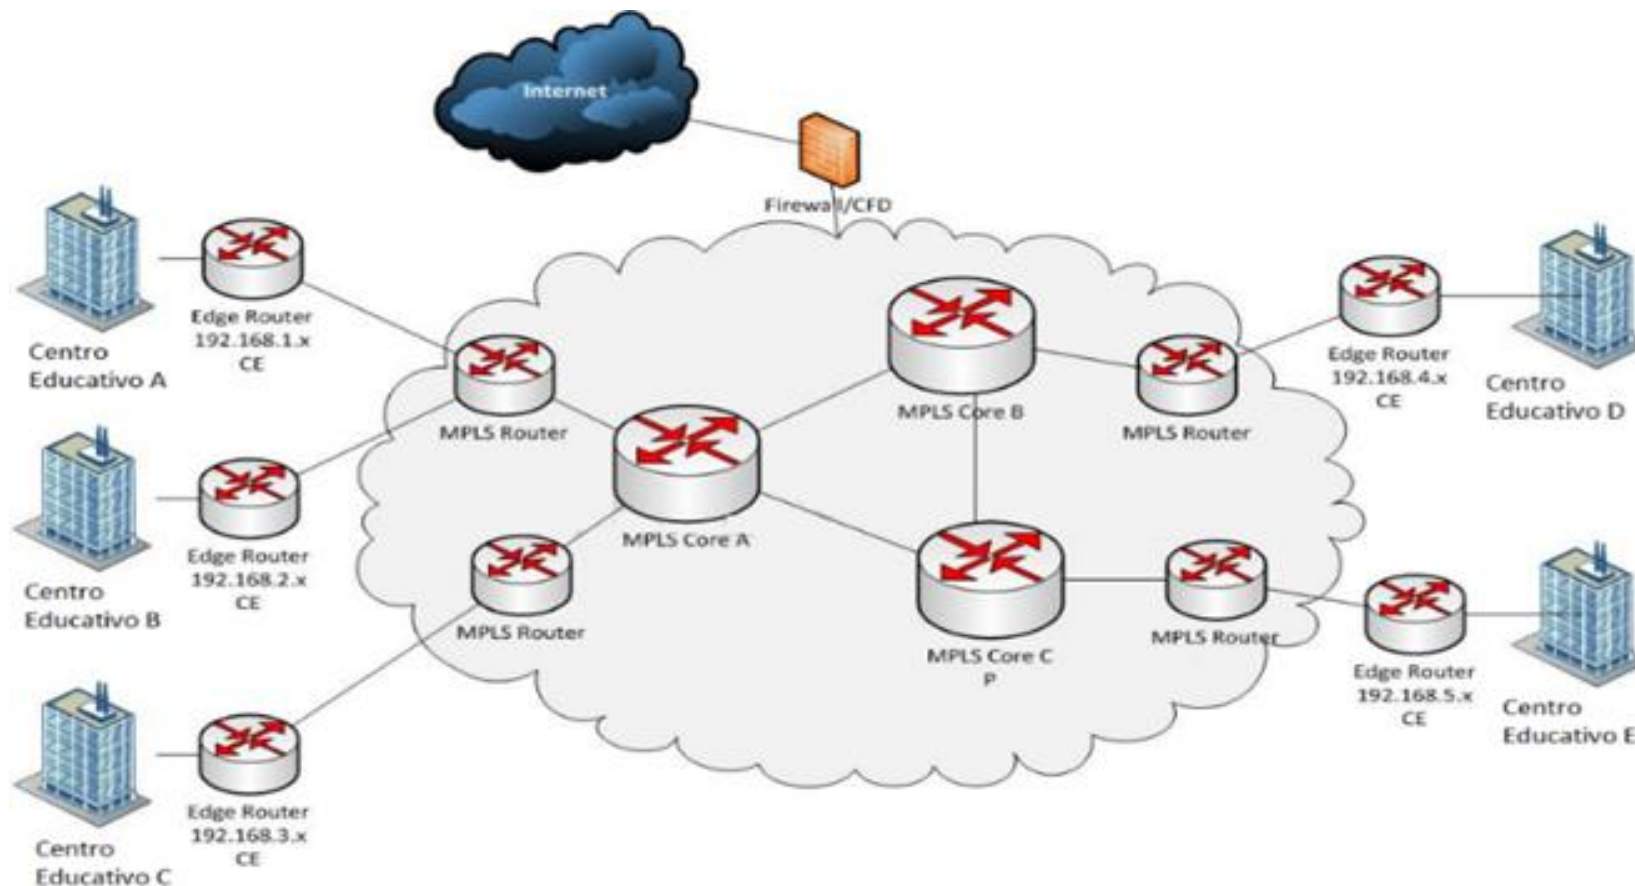 Internet
Firewall/CFD
Centro
Educativo A
Edge Router
192.168.1.x
CE
MPLS Router
MPLS Core B
MPLS Router
Edge Router
192.168.4.x
CE
Centro
Educativo D
Centro
Educativo B
Edge Router
192.168.2.x
CE
MPLS Core A
MPLS Router
MPLS Core C
P
MPLS Router
Edge Router
192.168.5.x
CE
Centro
Educativo E
Centro
Educativo C
Edge Router
192.168.3.x
CE